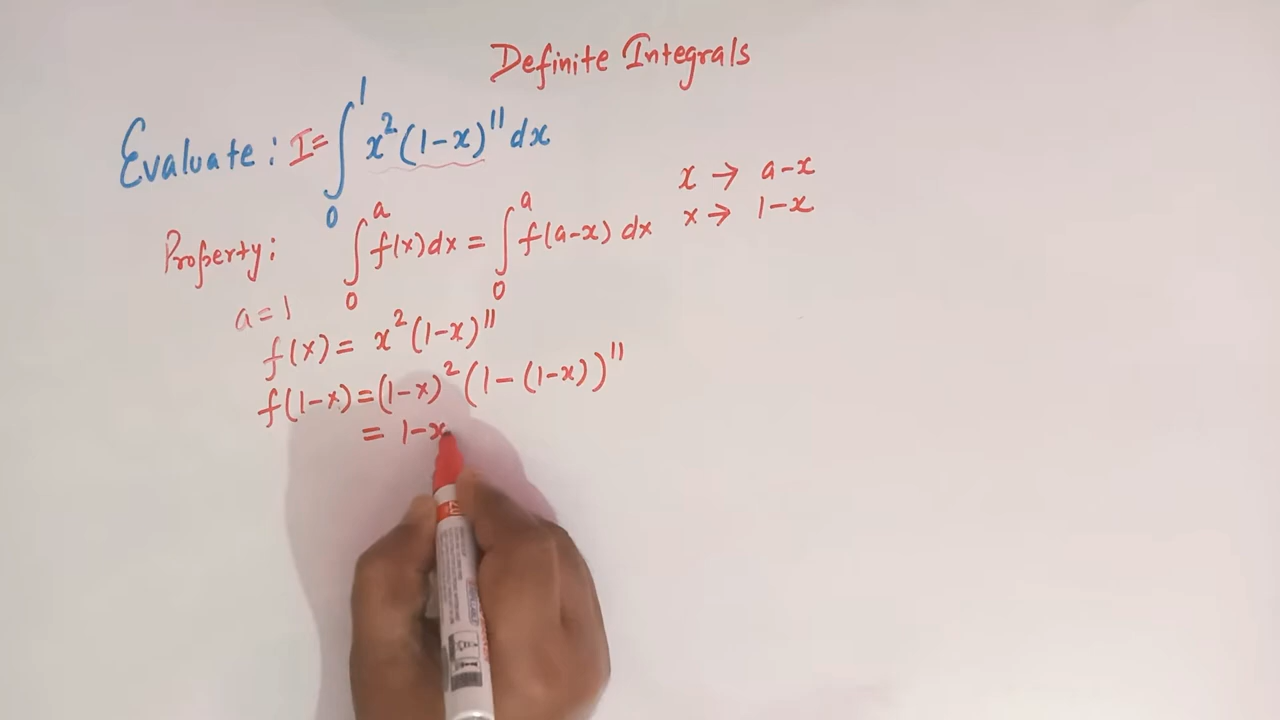 Definite Integrals
Evaluate: I = ∫₀¹ x² (1-x)¹¹ dx
x → a-x
x → 1-x
Property: ∫₀ᵃ f(x) dx = ∫₀ᵃ f(a-x) dx
a = 1
f(x) = x² (1-x)¹¹
f(1-x) = (1-x)² (1-(1-x))¹¹
= 1-x